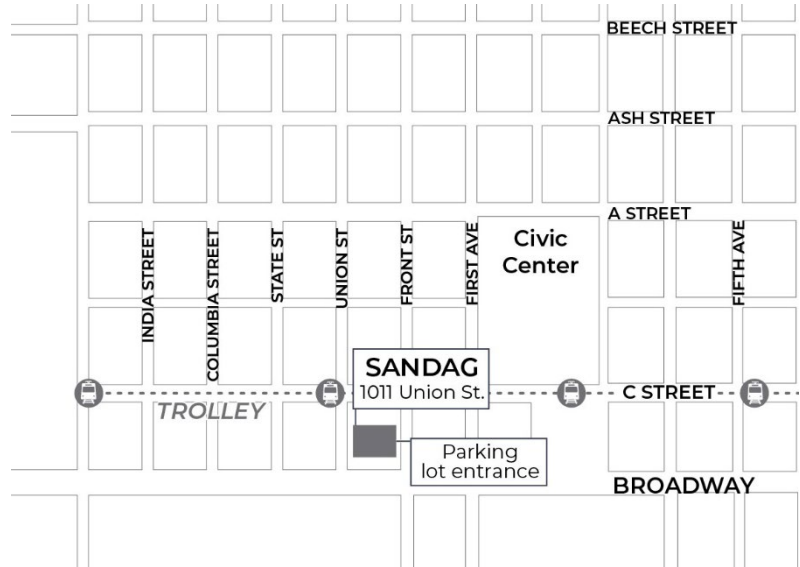 BEECH STREET
ASH STREET
A STREET
Civic
Center
INDIA STREET
COLUMBIA STREET
STATE ST
UNION ST
FRONT ST
FIRST AVE
FIFTH AVE
SANDAG
1011 Union St.
C STREET
TROLLEY
Parking
lot entrance
BROADWAY